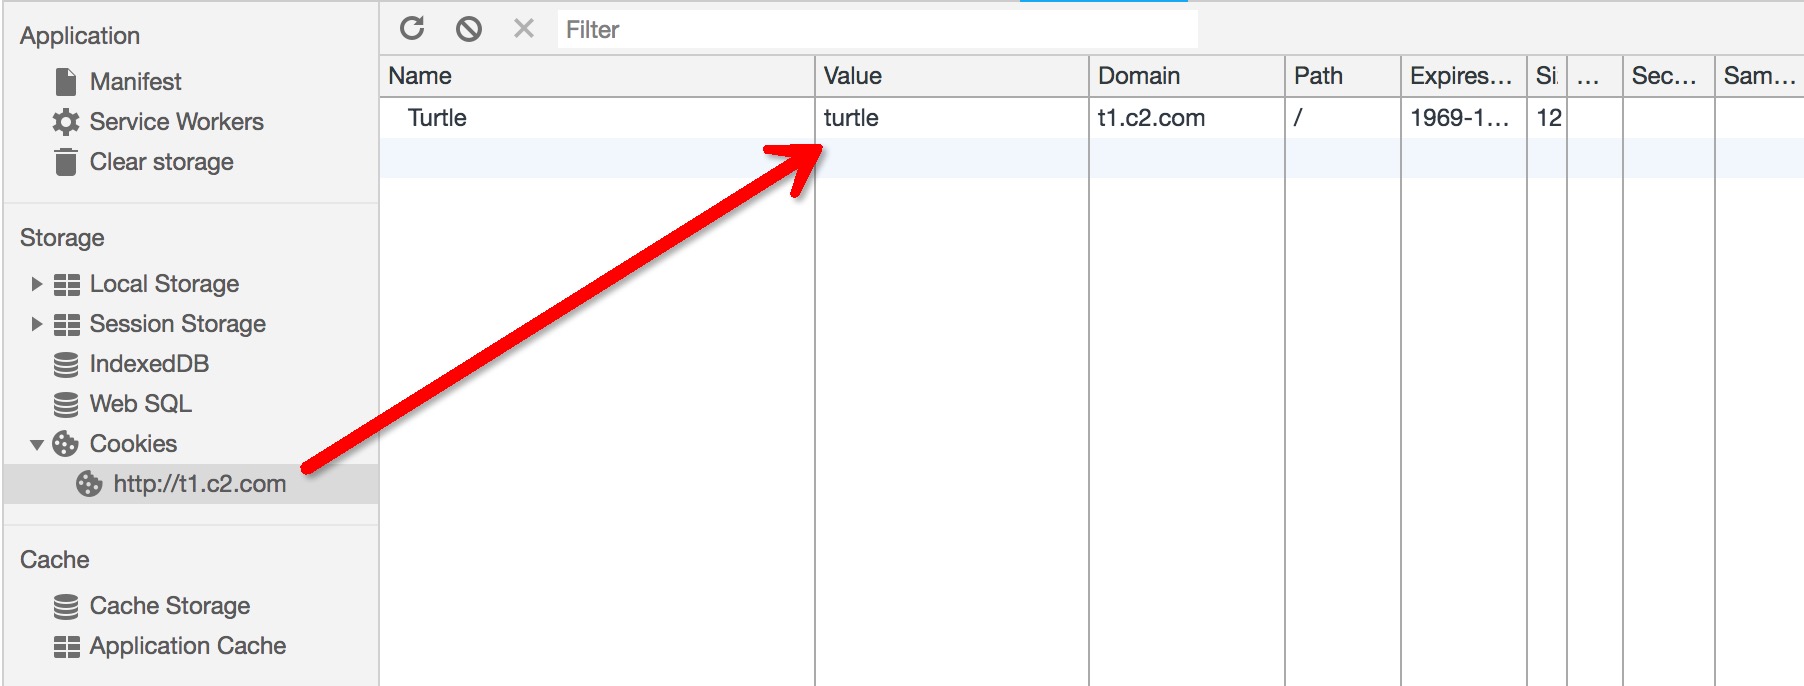 Application
Manifest
Service Workers
Clear storage
Storage
Local Storage
Session Storage
IndexedDB
Web SQL
Cookies
http://t1.c2.com
Cache
Cache Storage
Application Cache
Filter
Name Value Domain Path Expires... Si. ... Sec... Sam...
Turtle turtle t1.c2.com / 1969-1... 12